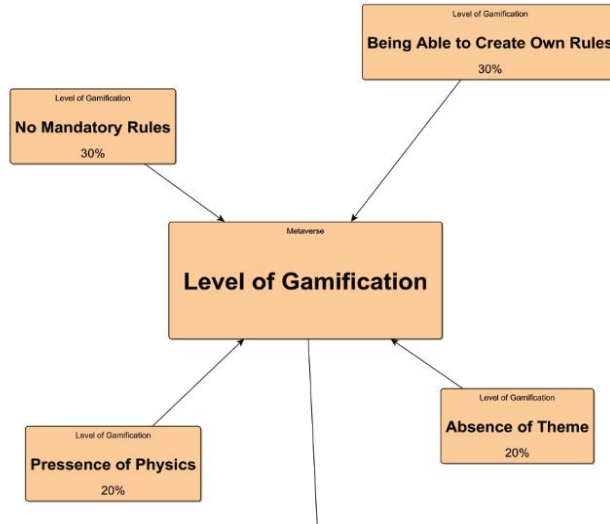 Level of Gamification
Being Able to Create Own Rules
30%
Level of Gamification
No Mandatory Rules
30%
Metaverse
Level of Gamification
Level of Gamification
Absence of Theme
20%
Level of Gamification
Pressence of Physics
20%